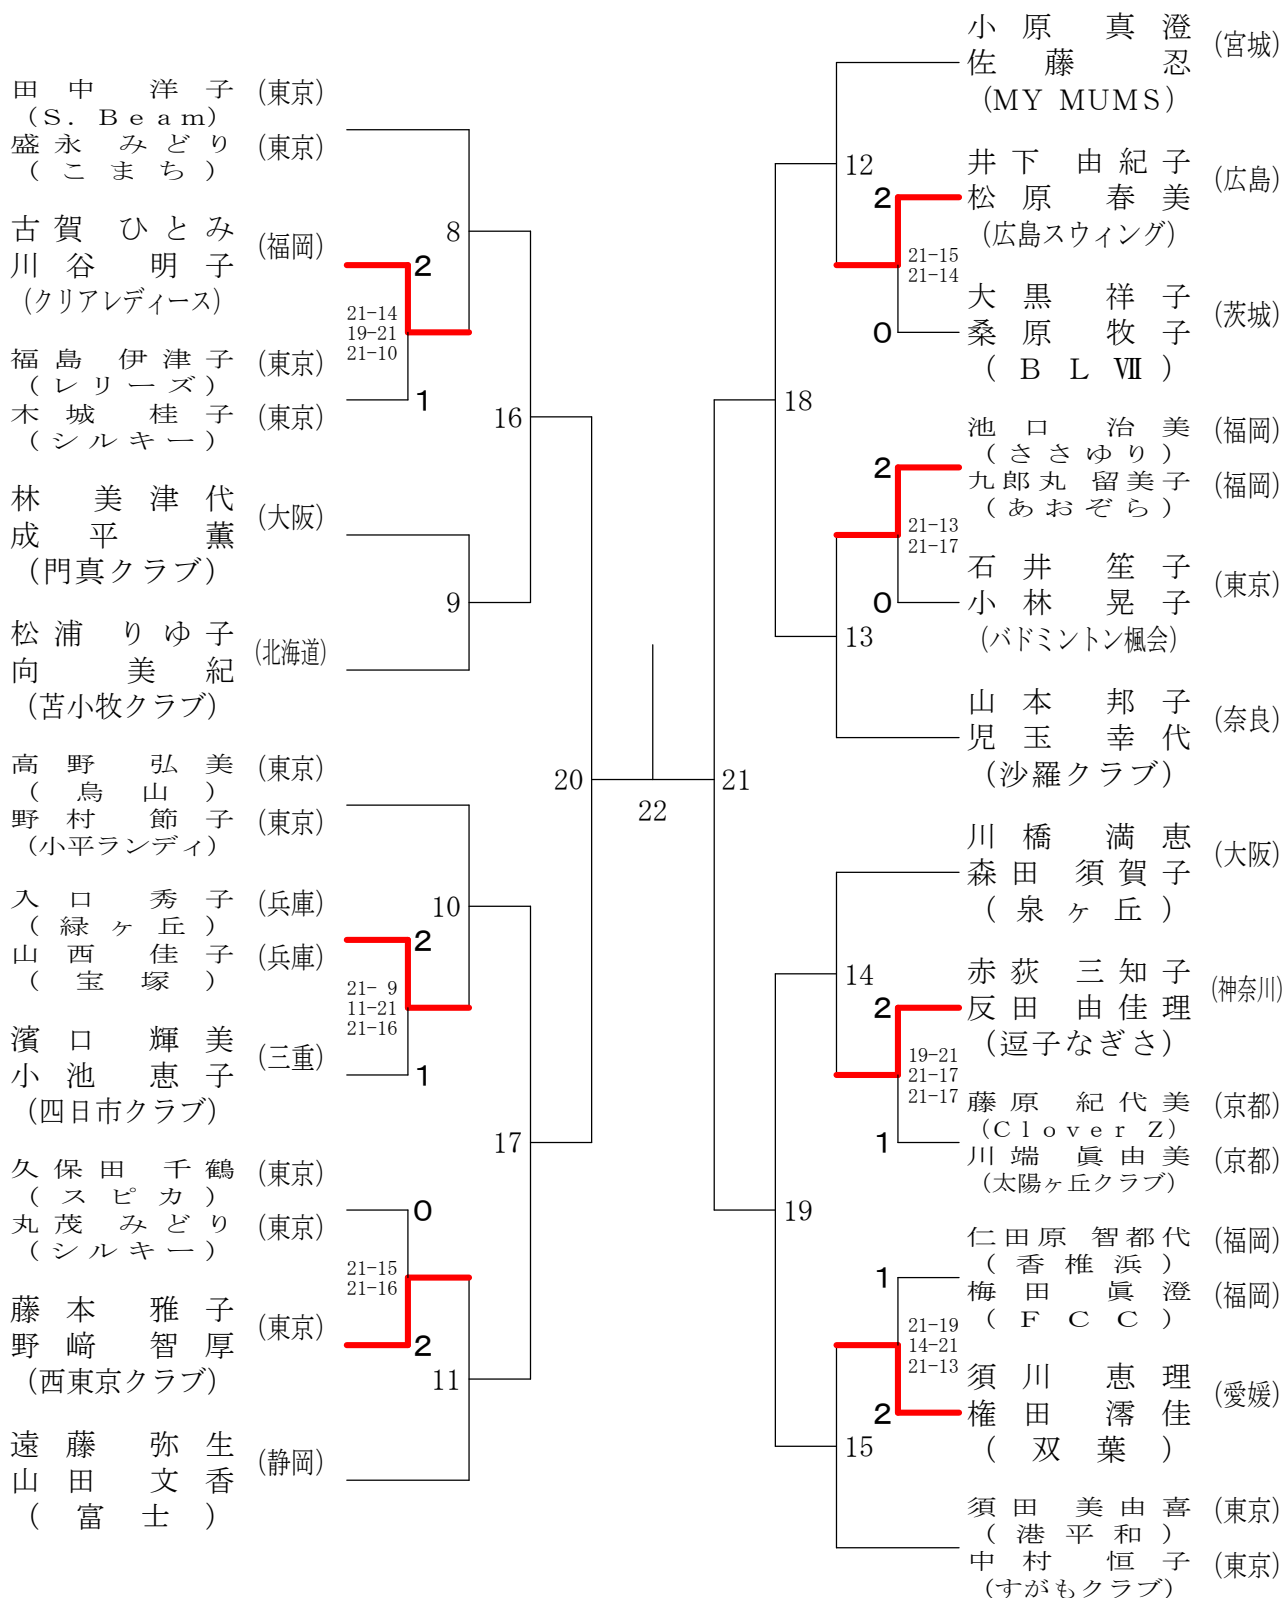 田中 洋子 (東京)
(S. Beam)
盛永 みどり (東京)
(こまち)
古賀 ひとみ
川谷 明子 (福岡)
(クリアレディース)
2
21-14
19-21
21-10
8
福島 伊津子 (東京)
(レリーズ)
木城 桂子 (東京)
(シルキー)
1
16
林 美津代
成平 薫 (大阪)
(門真クラブ)
9
松浦 りゆ子
向 美紀 (北海道)
(苫小牧クラブ)
高野 弘美 (東京)
(烏山)
野村 節子 (東京)
(小平ランディ)
20
入口 秀子 (兵庫)
(緑ヶ丘)
山西 佳子 (兵庫)
(宝塚)
10
2
21- 9
11-21
21-16
濱口 輝美
小池 恵子 (三重)
(四日市クラブ)
1
17
久保田 千鶴 (東京)
(スピカ)
丸茂 みどり (東京)
(シルキー)
0
21-15
21-16
藤本 雅子
野﨑 智厚 (東京)
(西東京クラブ)
2
11
遠藤 弥生
山田 文香 (静岡)
(富士)
22
小原 真澄
佐藤 忍 (宮城)
(MY MUMS)
12
井下 由紀子
松原 春美 (広島)
(広島スウィング)
2
21-15
21-14
大黒 祥子
桑原 牧子 (茨城)
(BLⅦ)
0
18
池口 治美 (福岡)
(ささゆり)
九郎丸 留美子 (福岡)
(あおぞら)
2
21-13
21-17
石井 笙子
小林 晃子 (東京)
(バドミントン楓会)
0
13
山本 邦子
児玉 幸代 (奈良)
(沙羅クラブ)
21
川橋 満恵
森田 須賀子 (大阪)
(泉ヶ丘)
14
赤荻 三知子
反田 由佳理 (神奈川)
(逗子なぎさ)
2
19-21
21-17
21-17
藤原 紀代美 (京都)
(Clover Z)
川端 眞由美 (京都)
(太陽ヶ丘クラブ)
1
19
仁田原 智都代 (福岡)
(香椎浜)
梅田 眞澄 (福岡)
(FCC)
1
21-19
14-21
21-13
須川 恵理
権田 澪佳 (愛媛)
(双葉)
2
15
須田 美由喜 (東京)
(港平和)
中村 恒子 (東京)
(すがもクラブ)